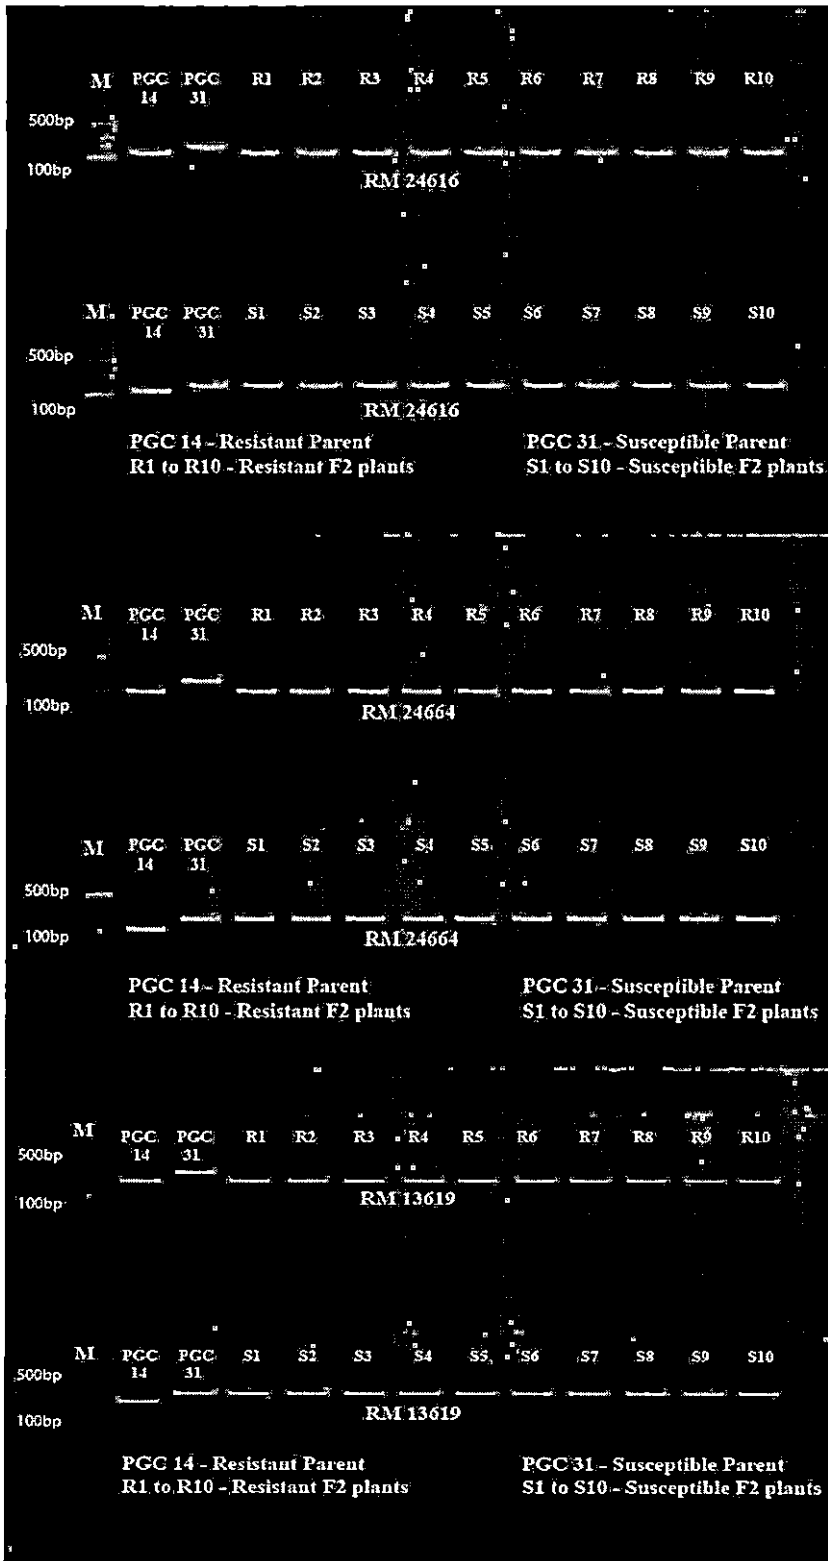 M PGC PGC R1 R2 R3 R4 R5 R6 R7 R8 R9 R10
14 31
500bp
100bp
RM 24616
M PGC PGC S1 S2 S3 S4 S5 S6 S7 S8 S9 S10
14 31
500bp
100bp
RM 24616
PGC 14 - Resistant Parent PGC 31 - Susceptible Parent
R1 to R10 - Resistant F2 plants S1 to S10 - Susceptible F2 plants
M PGC PGC R1 R2 R3 R4 R5 R6 R7 R8 R9 R10
14 31
500bp
100bp
RM 24664
M PGC PGC S1 S2 S3 S4 S5 S6 S7 S8 S9 S10
14 31
500bp
100bp
RM 24664
PGC 14 - Resistant Parent PGC 31 - Susceptible Parent
R1 to R10 - Resistant F2 plants S1 to S10 - Susceptible F2 plants
M PGC PGC R1 R2 R3 R4 R5 R6 R7 R8 R9 R10
14 31
500bp
100bp
RM 13619
M PGC PGC S1 S2 S3 S4 S5 S6 S7 S8 S9 S10
14 31
500bp
100bp
RM 13619
PGC 14 - Resistant Parent PGC 31 - Susceptible Parent
R1 to R10 - Resistant F2 plants S1 to S10 - Susceptible F2 plants